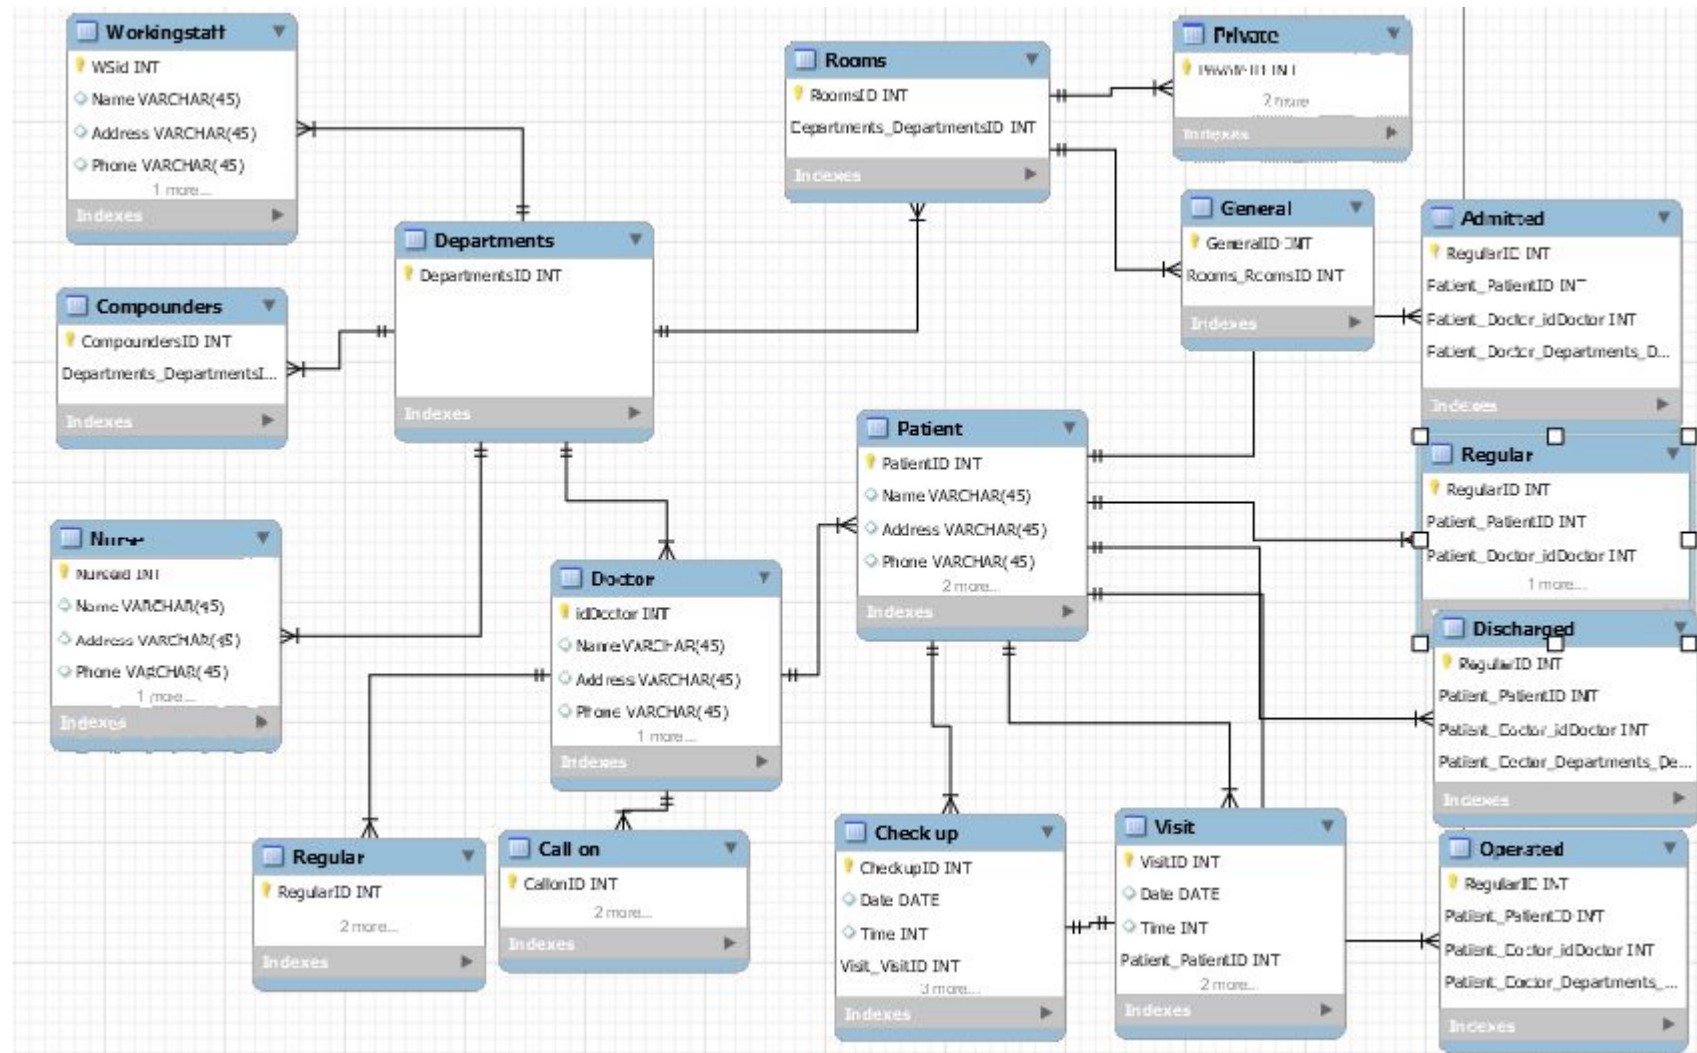 Workingstaff
WSid INT
Name VARCHAR(45)
Address VARCHAR(45)
Phone VARCHAR(45)
1 more...
Indexes
Compounders
CompoundersID INT
Departments_DepartmentsI...
Indexes
Nurse
NurseId INT
Name VARCHAR(45)
Address VARCHAR(45)
Phone VARCHAR(45)
1 more...
Indexes
Departments
DepartmentsID INT
Indexes
Doctor
idDoctor INT
Name VARCHAR(45)
Address VARCHAR(45)
Phone VARCHAR(45)
1 more...
Indexes
Regular
RegularID INT
2 more...
Indexes
Call on
CallonID INT
2 more...
Indexes
Rooms
RoomsID INT
Departments_DepartmentsID INT
Indexes
Private
PrivateID INT
2 more
Indexes
General
GeneralID INT
Rooms_RoomsID INT
Indexes
Patient
PatientID INT
Name VARCHAR(45)
Address VARCHAR(45)
Phone VARCHAR(45)
2 more...
Indexes
Check up
CheckupID INT
Date DATE
Time INT
Visit_VisitID INT
3 more...
Indexes
Visit
VisitID INT
Date DATE
Time INT
Patient_PatientID INT
2 more...
Indexes
Admitted
RegularID INT
Patient_PatientID INT
Patient_Doctor_idDoctor INT
Patient_Doctor_Departments_D...
Indexes
Regular
RegularID INT
Patient_PatientID INT
Patient_Doctor_idDoctor INT
1 more...
Discharged
RegularID INT
Patient_PatientID INT
Patient_Doctor_idDoctor INT
Patient_Doctor_Departments_De...
Indexes
Operated
RegularID INT
Patient_PatientID INT
Patient_Doctor_idDoctor INT
Patient_Doctor_Departments_...
Indexes